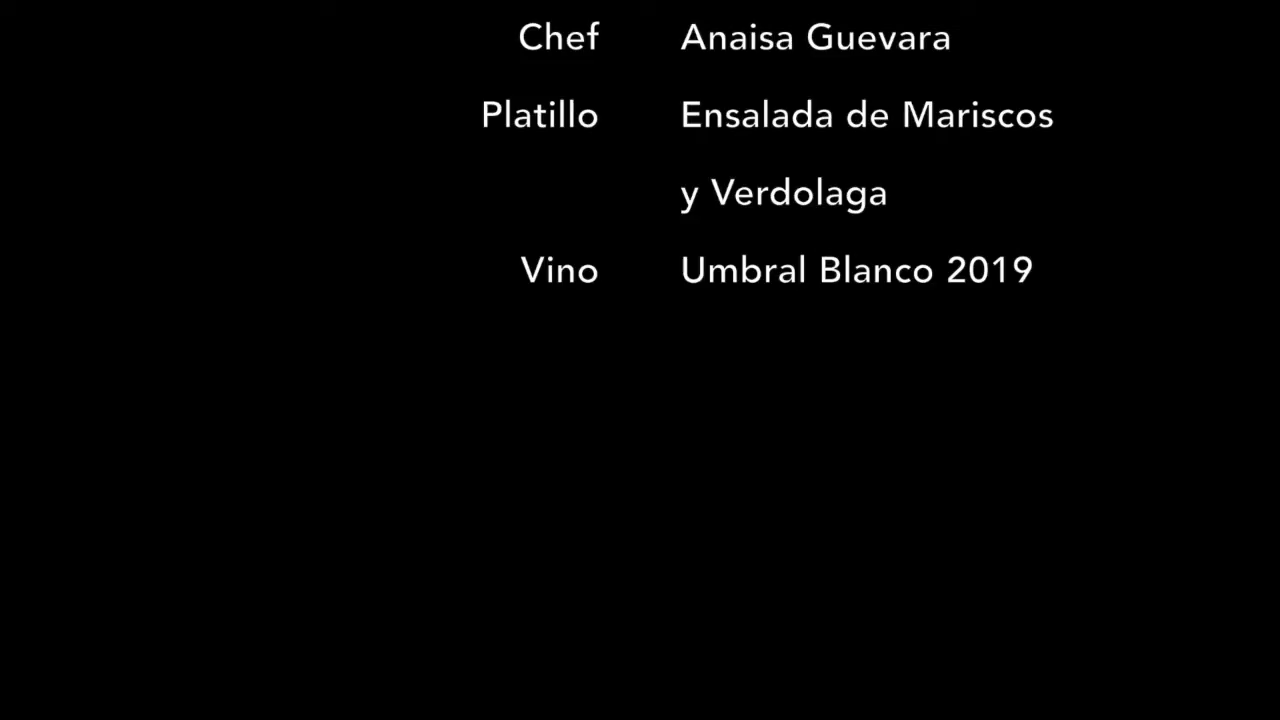 Chef Anaisa Guevara
Platillo Ensalada de Mariscos
y Verdolaga
Vino Umbral Blanco 2019